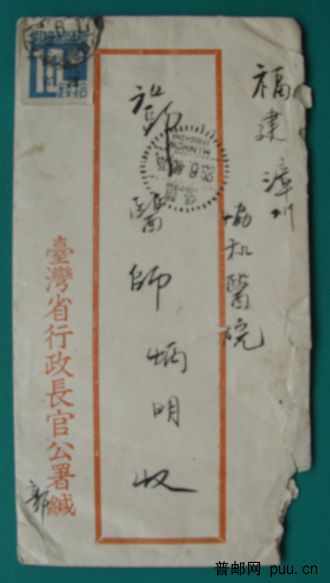 福建漳州
協和醫院
醫師炳明收
臺灣省行政長官公署緘
普邮网 puu.cn